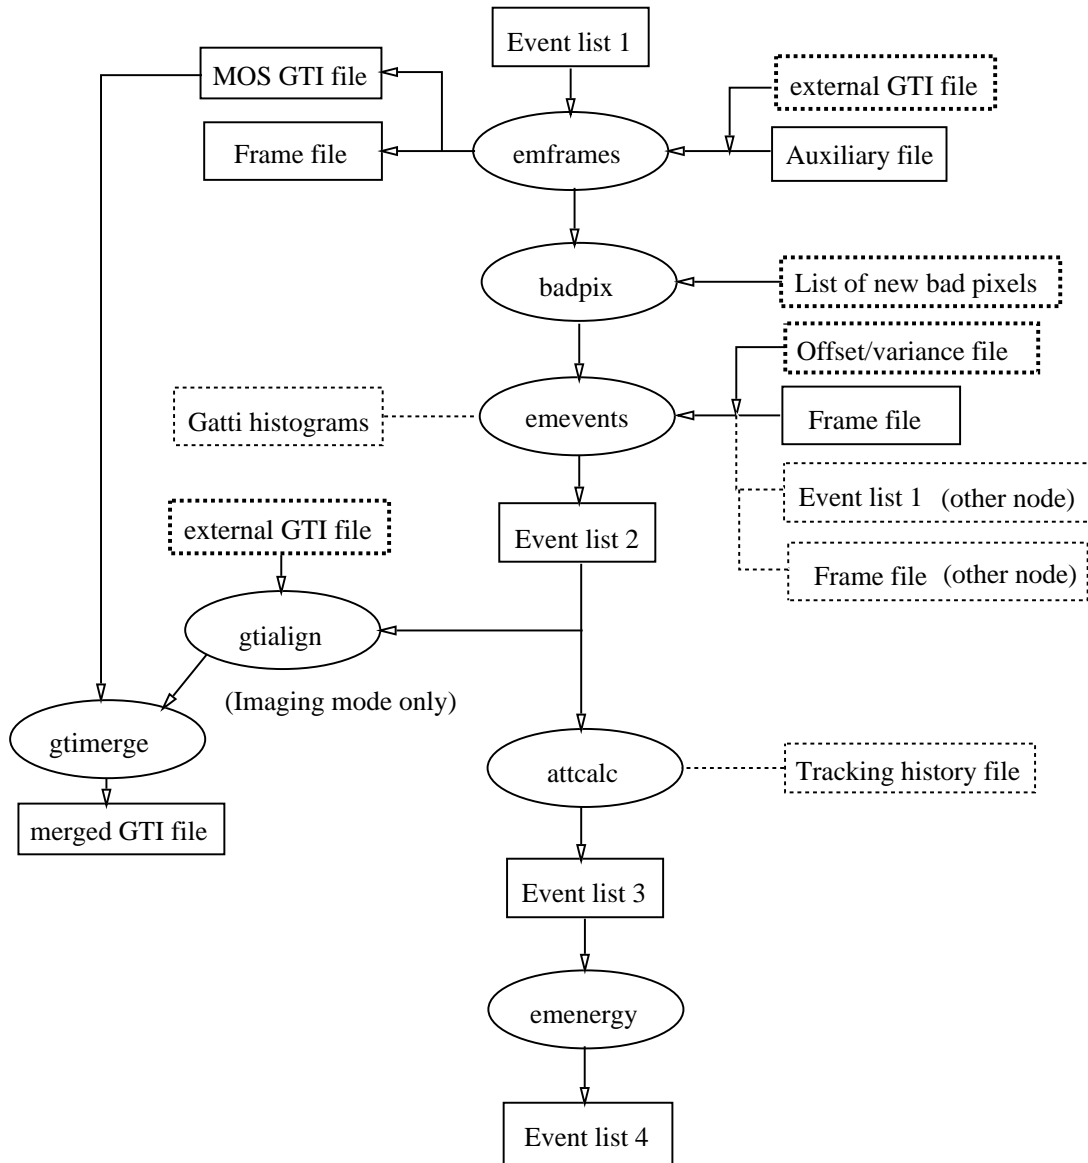 Event list 1
MOS GTI file
external GTI file
Frame file
emframes
Auxiliary file
badpix
List of new bad pixels
Offset/variance file
Gatti histograms
emevents
Frame file
Event list 1 (other node)
external GTI file
Event list 2
Frame file (other node)
gtialign
(Imaging mode only)
gtimerge
attcalc
Tracking history file
merged GTI file
Event list 3
emenergy
Event list 4